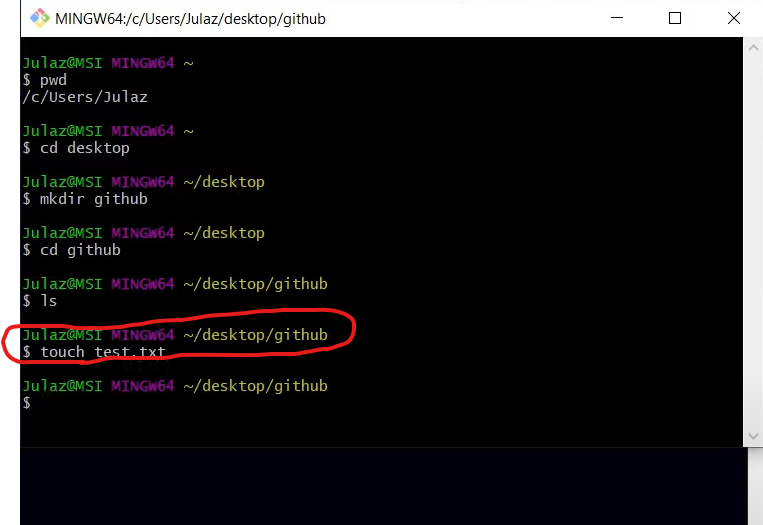 MINGW64:/c/Users/Julaz/desktop/github
Julaz@MSI MINGW64 ~
$ pwd
/c/Users/Julaz
Julaz@MSI MINGW64 ~
$ cd desktop
Julaz@MSI MINGW64 ~/desktop
$ mkdir github
Julaz@MSI MINGW64 ~/desktop
$ cd github
Julaz@MSI MINGW64 ~/desktop/github
$ ls
Julaz@MSI MINGW64 ~/desktop/github
$ touch test.txt
Julaz@MSI MINGW64 ~/desktop/github
$